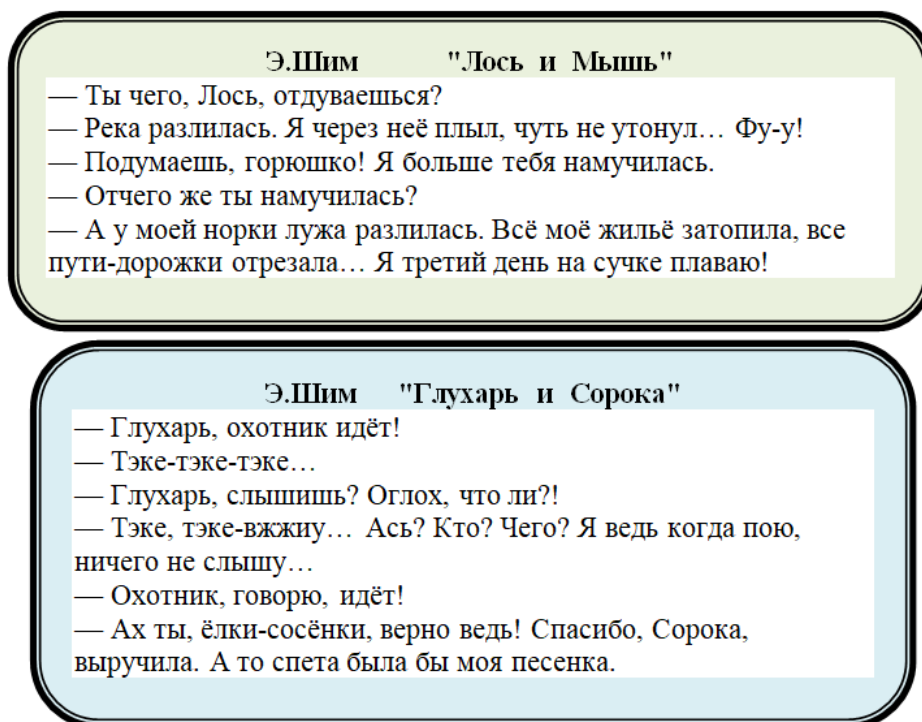 Э.Шим "Лось и Мышь"
— Ты чего, Лось, отдуваешься?
— Река разлилась. Я через неё плыл, чуть не утонул… Фу-у!
— Подумаешь, горюшко! Я больше тебя намучилась.
— Отчего же ты намучилась?
— А у моей норки лужа разлилась. Всё моё жильё затопила, все
пути-дорожки отрезала… Я третий день на сучке плаваю!
Э.Шим "Глухарь и Сорока"
— Глухарь, охотник идёт!
— Тэке-тэке-тэке…
— Глухарь, слышишь? Оглох, что ли?!
— Тэке, тэке-вжжиу… Ась? Кто? Чего? Я ведь когда пою,
ничего не слышу…
— Охотник, говорю, идёт!
— Ах ты, ёлки-сосёнки, верно ведь! Спасибо, Сорока,
выручила. А то спета была бы моя песенка.